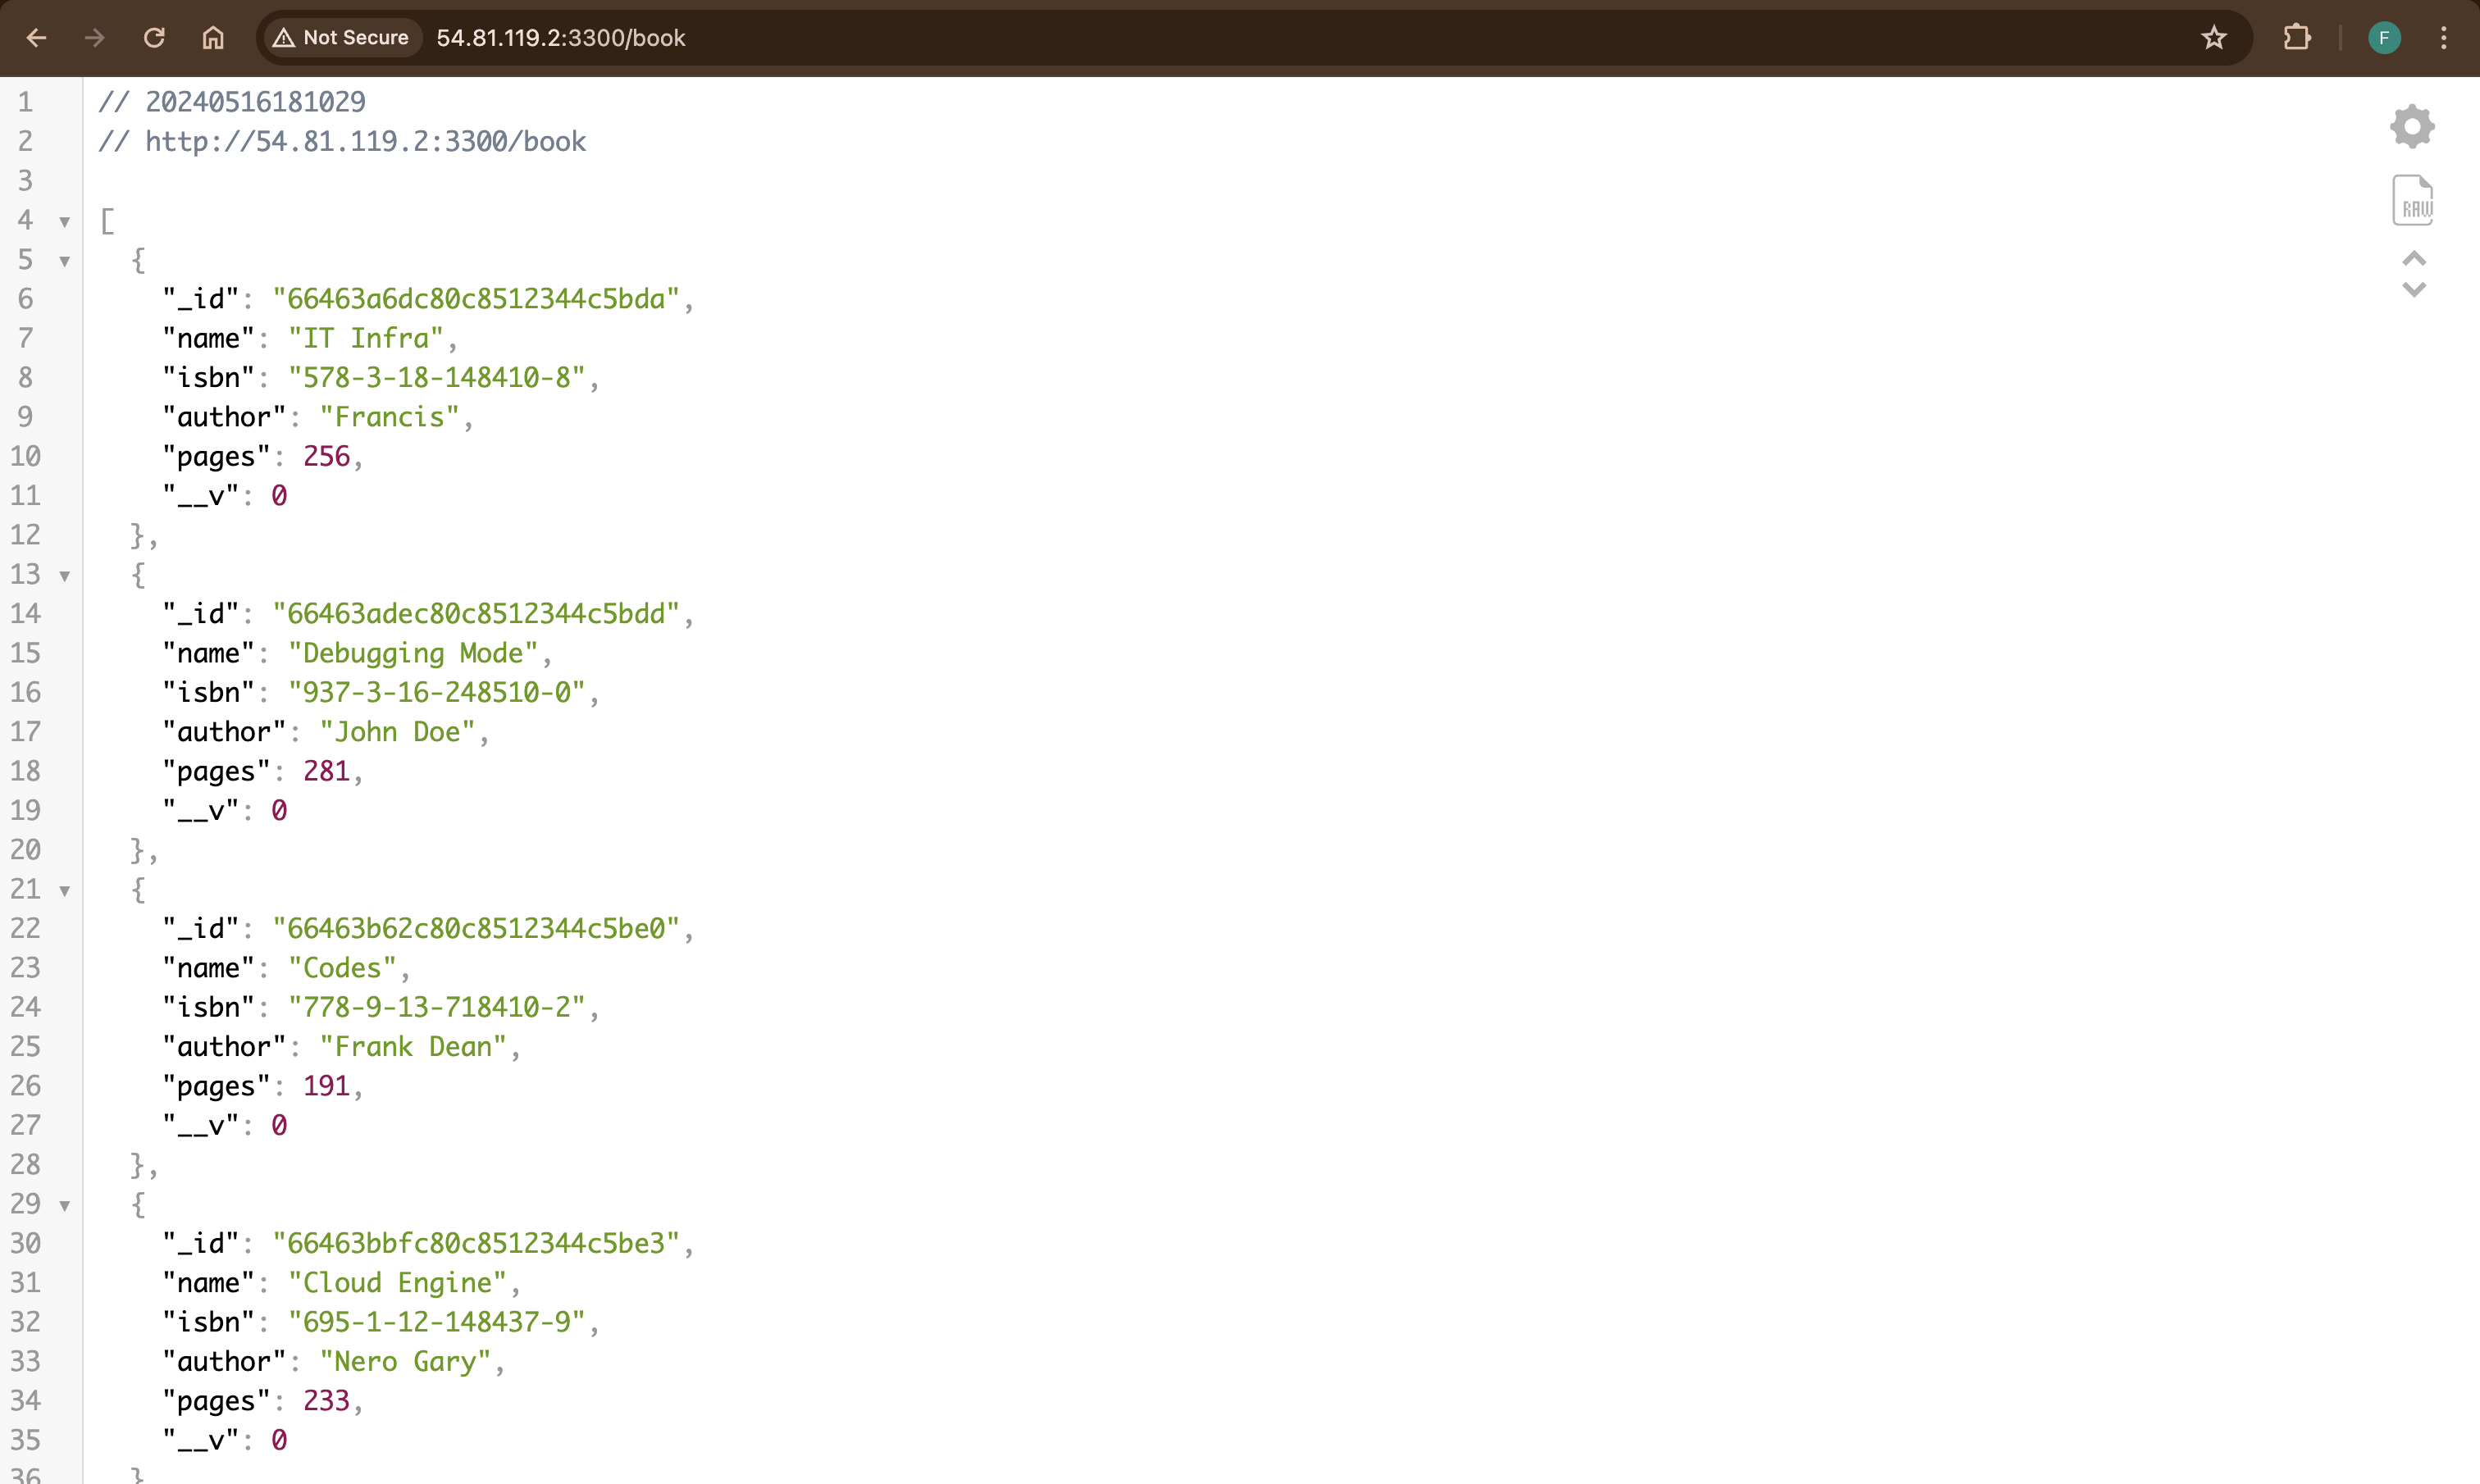 Not Secure 54.81.119.2:3300/book F
1 // 20240516181029
2 // http://54.81.119.2:3300/book
3
4 [
5 {
6 "_id": "66463a6dc80c8512344c5bda",
7 "name": "IT Infra",
8 "isbn": "578-3-18-148410-8",
9 "author": "Francis",
10 "pages": 256,
11 "__v": 0
12 },
13 {
14 "_id": "66463adec80c8512344c5bdd",
15 "name": "Debugging Mode",
16 "isbn": "937-3-16-248510-0",
17 "author": "John Doe",
18 "pages": 281,
19 "__v": 0
20 },
21 {
22 "_id": "66463b62c80c8512344c5be0",
23 "name": "Codes",
24 "isbn": "778-9-13-718410-2",
25 "author": "Frank Dean",
26 "pages": 191,
27 "__v": 0
28 },
29 {
30 "_id": "66463bbfc80c8512344c5be3",
31 "name": "Cloud Engine",
32 "isbn": "695-1-12-148437-9",
33 "author": "Nero Gary",
34 "pages": 233,
35 "__v": 0
36 }
RAW